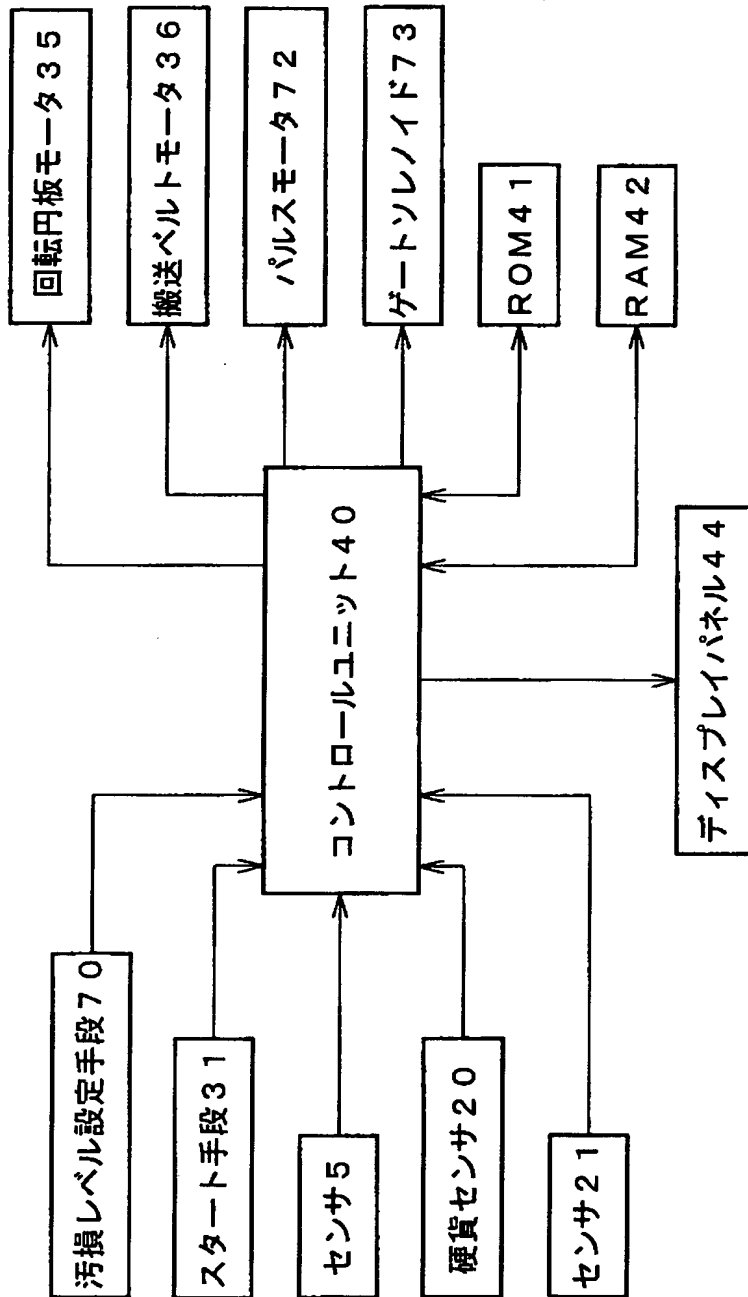 汚損レベル設定手段70
スタート手段31
センサ5
硬貨センサ20
センサ21
コントロールユニット40
ディスプレイパネル44
回転円板モータ35
搬送ベルトモータ36
パルスモータ72
ゲートソレノイド73
ROM41
RAM42